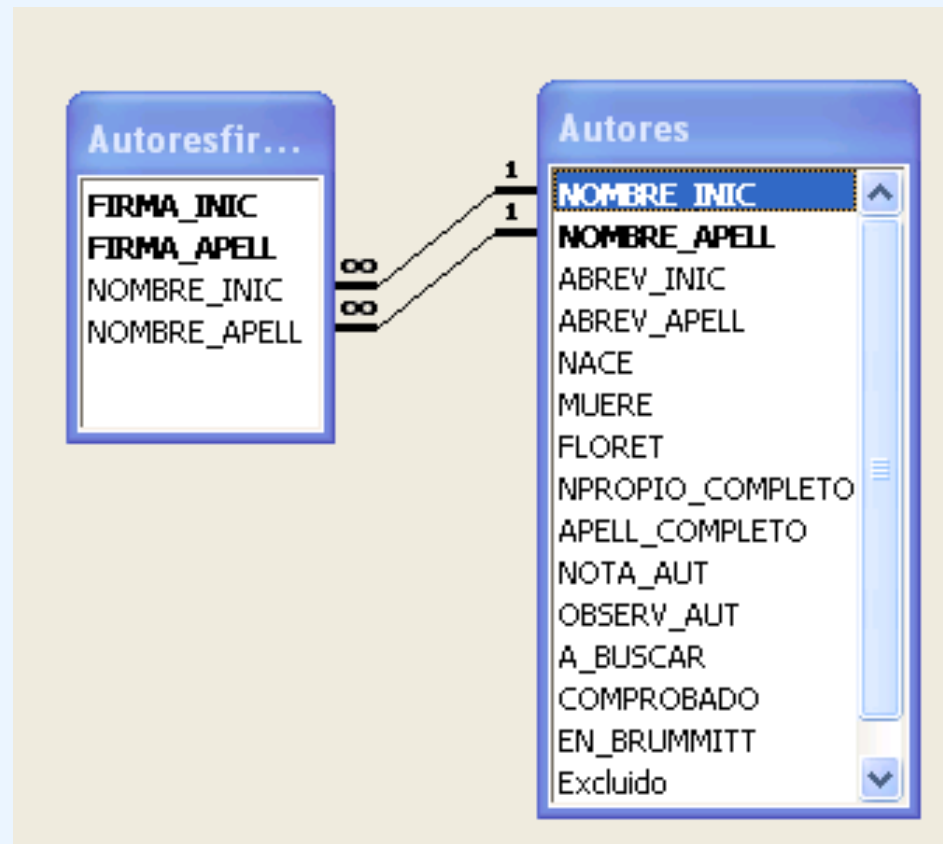 Autoresfir...
FIRMA_INIC
FIRMA_APELL
NOMBRE_INIC
NOMBRE_APELL
∞
∞
1
1
Autores
NOMBRE_INIC
NOMBRE_APELL
ABREV_INIC
ABREV_APELL
NACE
MUERE
FLORET
NPROPIO_COMPLETO
APELL_COMPLETO
NOTA_AUT
OBSERV_AUT
A_BUSCAR
COMPROBADO
EN_BRUMMITT
Excluido